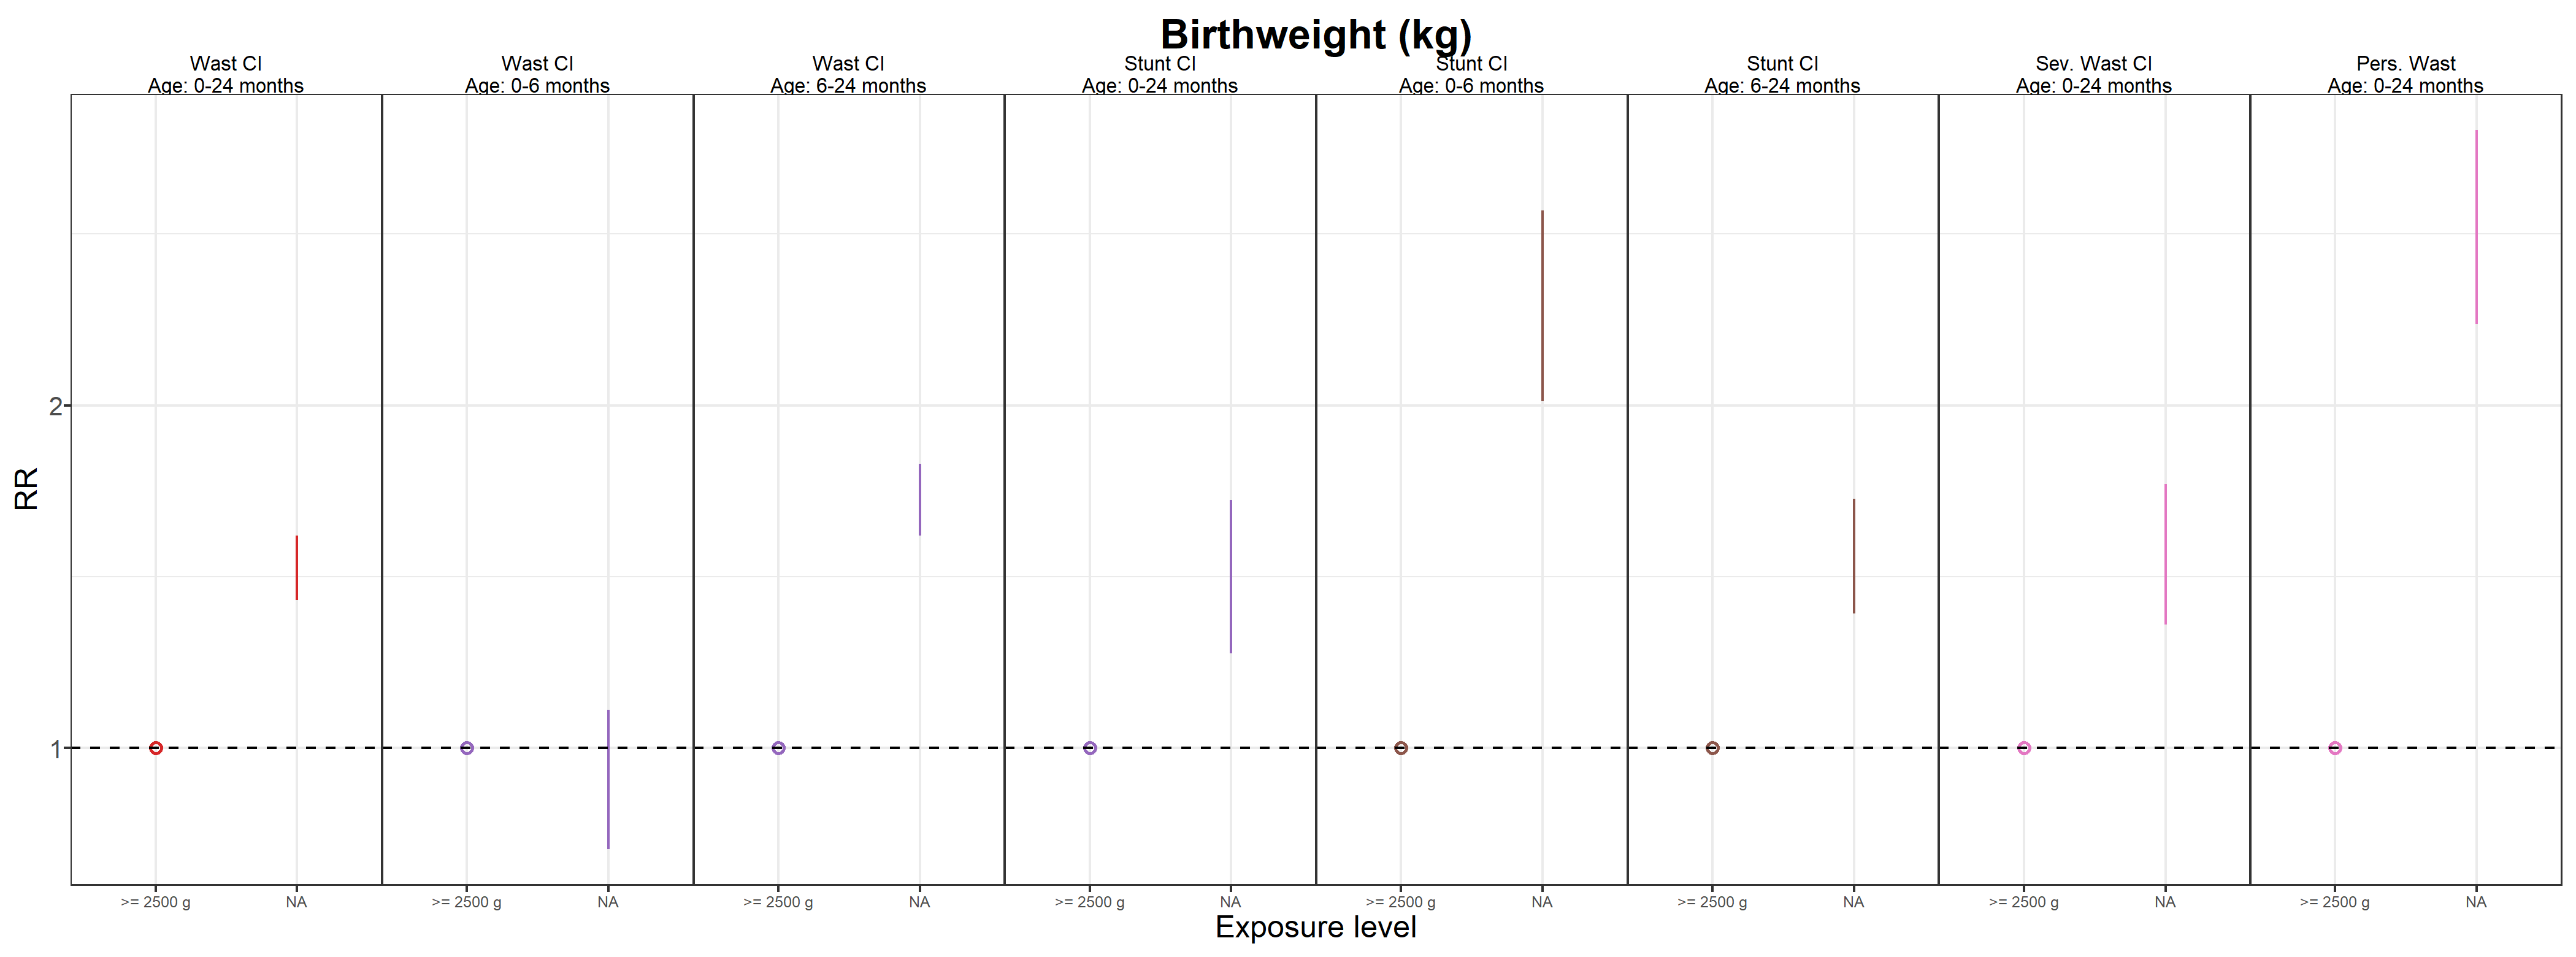 Birthweight (kg)
Wast CI
Age: 0-24 months
Wast CI
Age: 0-6 months
Wast CI
Age: 6-24 months
Stunt CI
Age: 0-24 months
Stunt CI
Age: 0-6 months
Stunt CI
Age: 6-24 months
Sev. Wast CI
Age: 0-24 months
Pers. Wast
Age: 0-24 months
RR
2
1
>= 2500 g
NA
>= 2500 g
NA
>= 2500 g
NA
>= 2500 g
NA
>= 2500 g
NA
>= 2500 g
NA
>= 2500 g
NA
>= 2500 g
NA
Exposure level